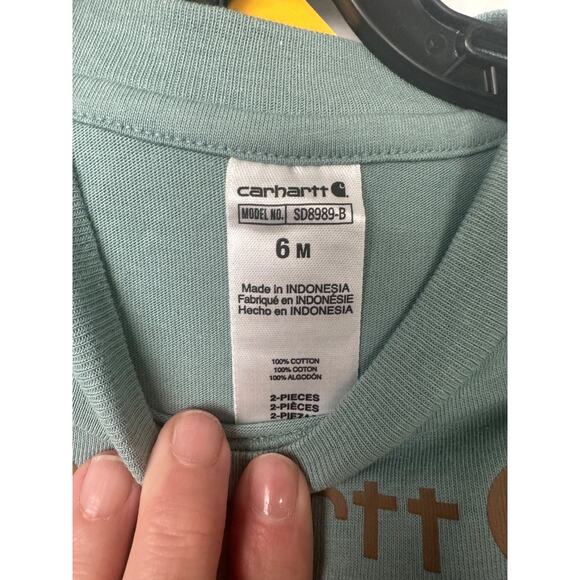 carhartt
MODEL NO. SD8989-B
6 M
Made in INDONESIA
Fabriqué en INDONÉSIE
Hecho en INDONESIA
100% COTTON
100% COTON
100% ALGODÓN
2-PIECES
2-PIÈCES
rtt